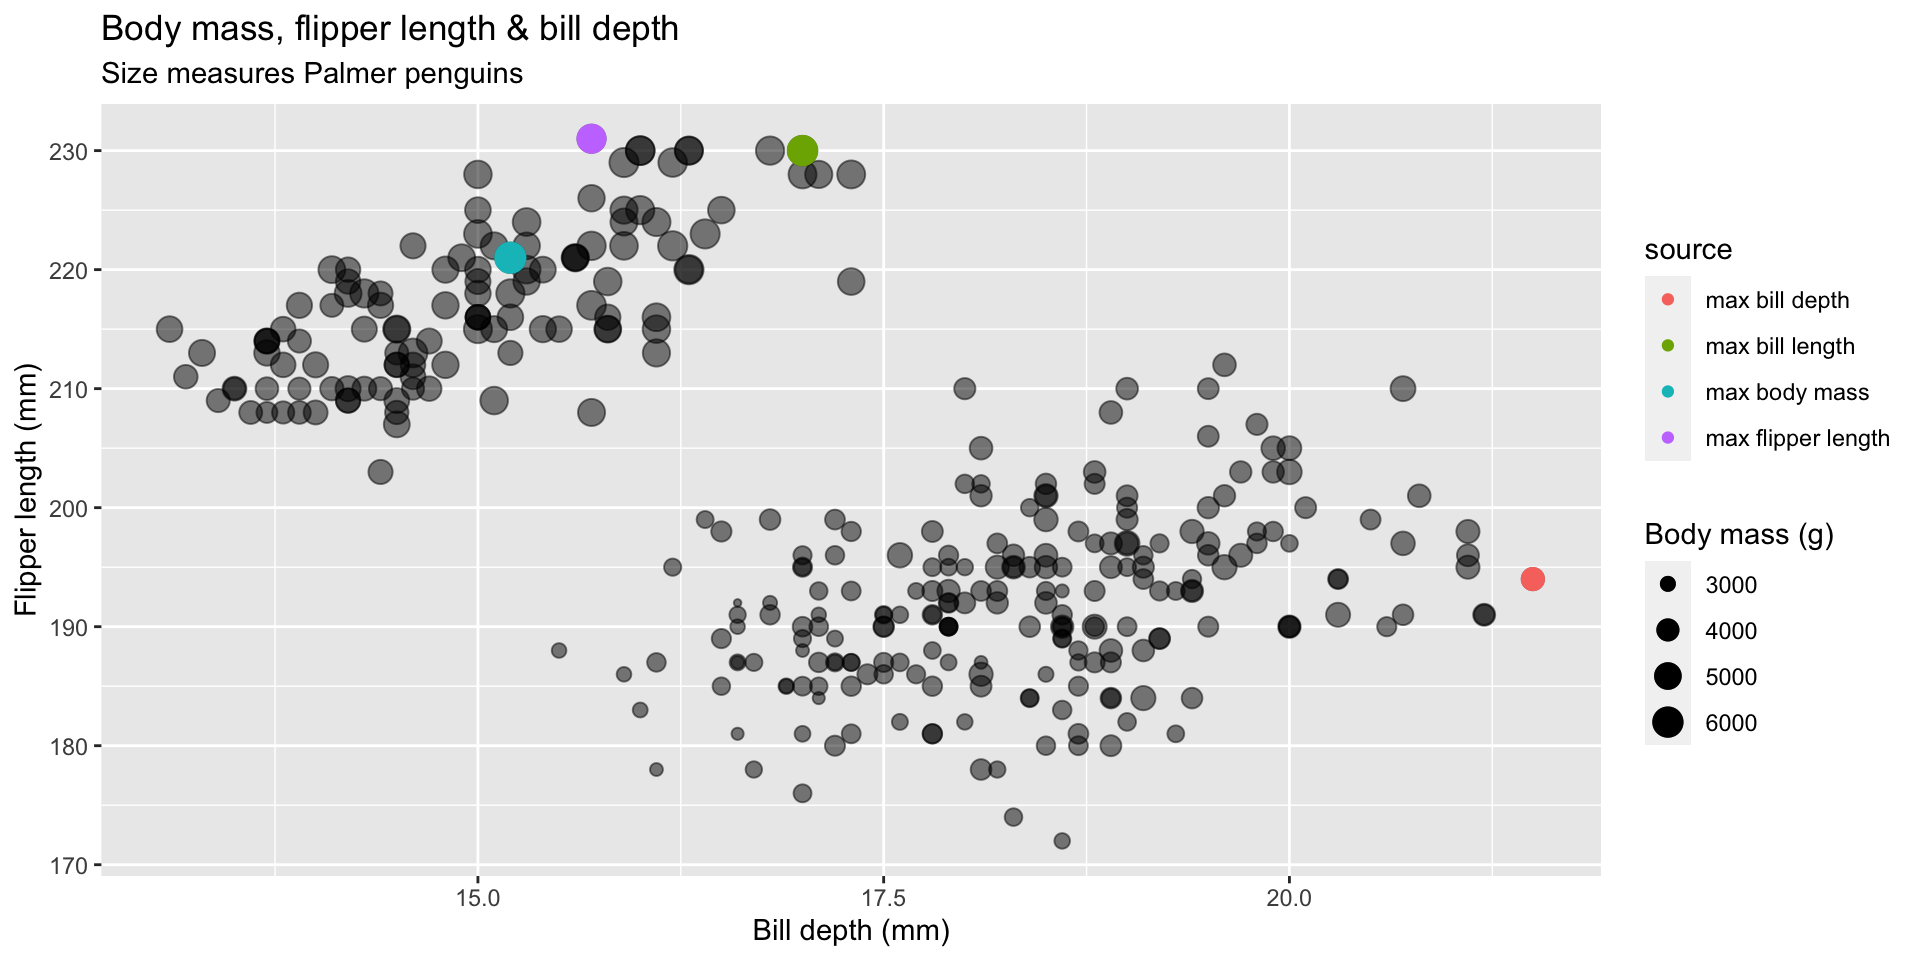 Body mass, flipper length & bill depth
Size measures Palmer penguins
Flipper length (mm)
230
220
210
200
190
180
170
15.0
17.5
20.0
Bill depth (mm)
source
max bill depth
max bill length
max body mass
max flipper length
Body mass (g)
3000
4000
5000
6000